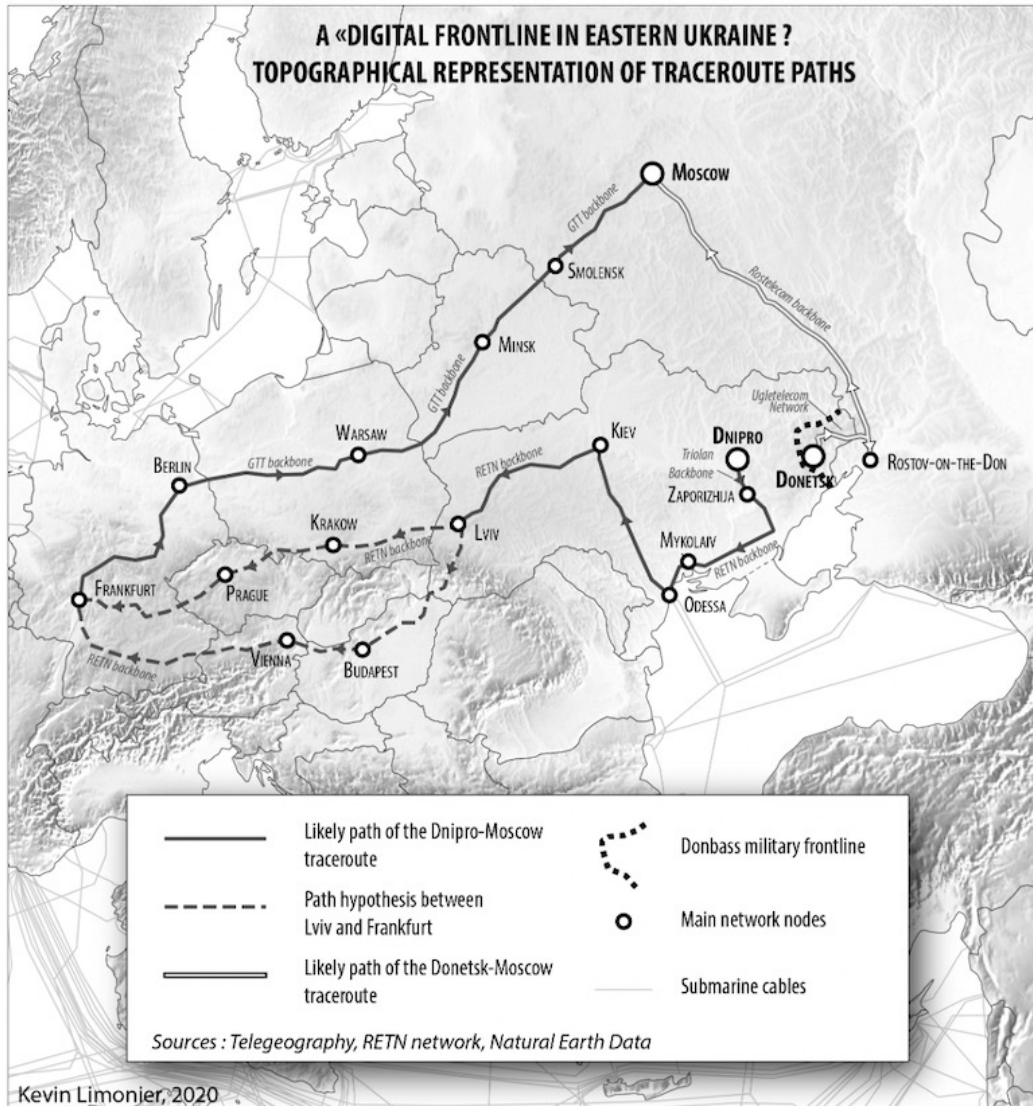 A «DIGITAL FRONTLINE IN EASTERN UKRAINE ?
TOPOGRAPHICAL REPRESENTATION OF TRACEROUTE PATHS
MOSCOW
GTT backbone
SMOLENSK
Rostelecom backbone
MINSK
GTT backbone
Ugletelecom
Network
KIEV
DNIPRO
WARSAW
Triolan
Backbone
RETN backbone
BERLIN
GTT backbone
DONETSK
ROSTOV-ON-THE-DON
ZAPORIZHIJA
KRAKOW
LVIV
RETN backbone
MYKOLAIV
RETN backbone
FRANKFURT
PRAGUE
ODESSA
VIENNA
BUDAPEST
RETN backbone
Likely path of the Dnipro-Moscow
traceroute
Path hypothesis between
Lviv and Frankfurt
Likely path of the Donetsk-Moscow
traceroute
Donbass military frontline
Main network nodes
Submarine cables
Sources : Telegeography, RETN network, Natural Earth Data
Kevin Limonier, 2020